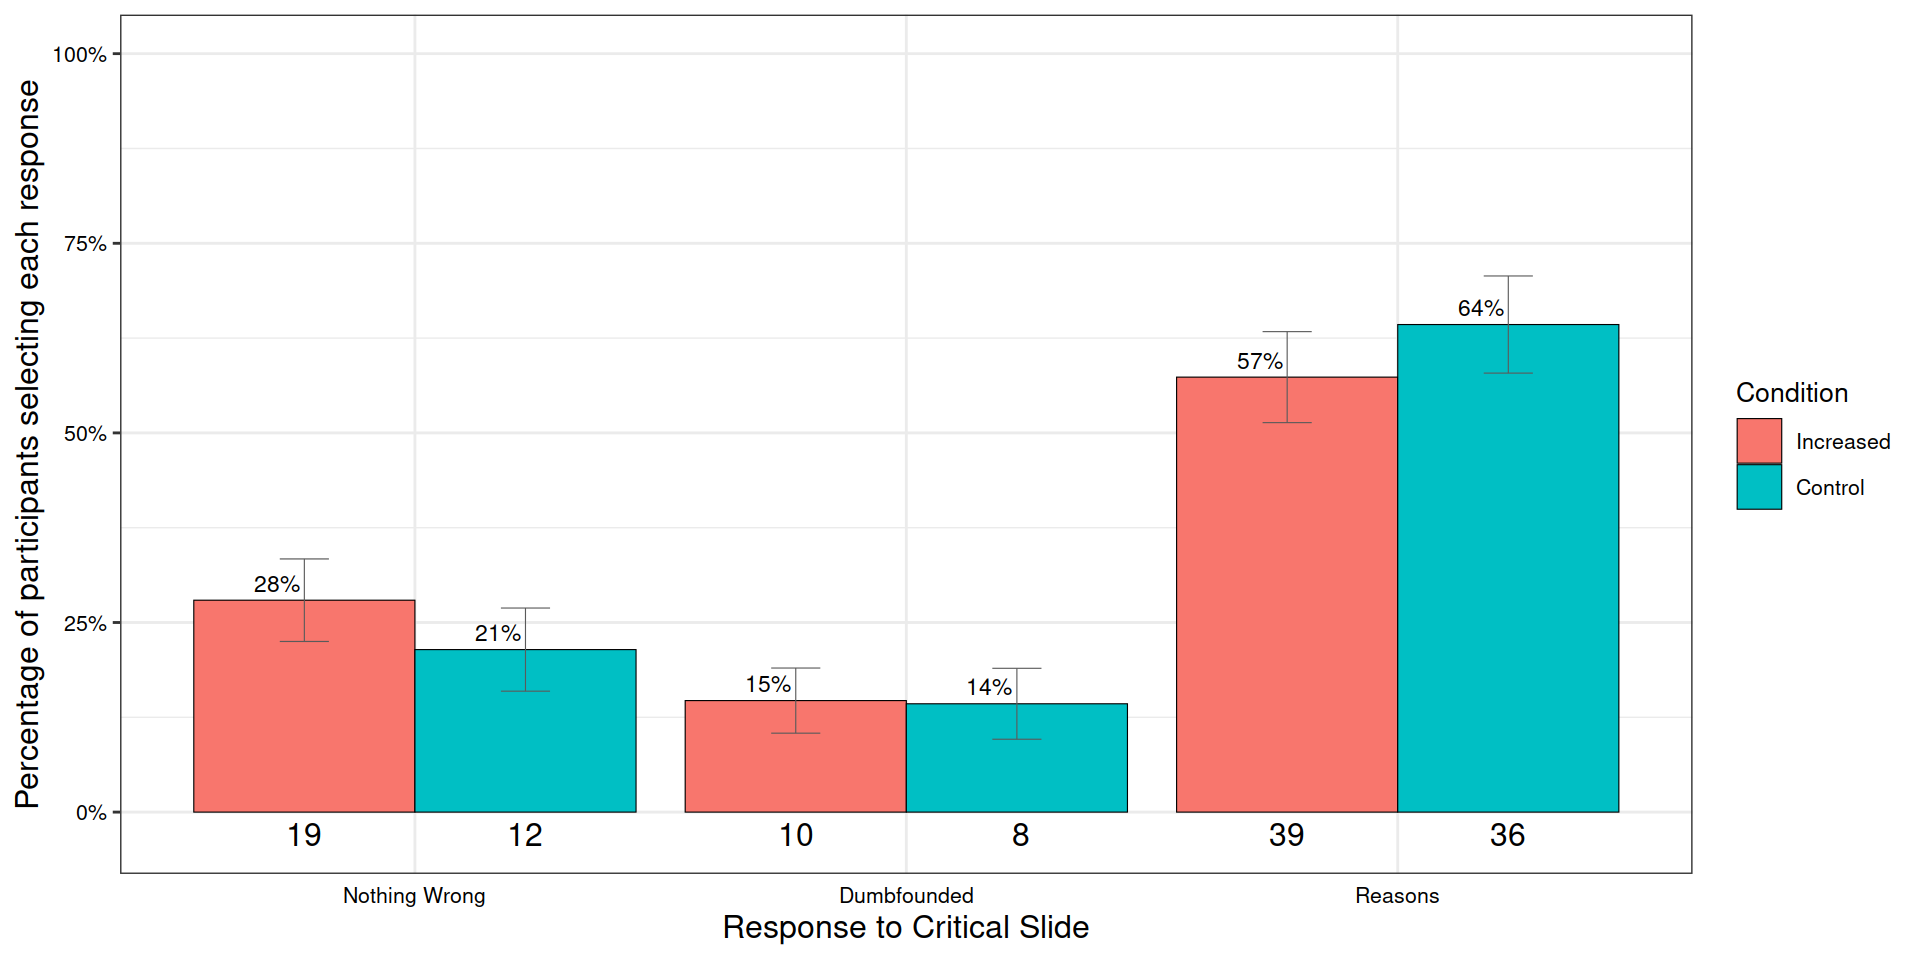 Percentage of participants selecting each response
100%
75%
50%
25%
0%
28%
21%
15%
14%
57%
64%
19
12
10
8
39
36
Nothing Wrong
Dumbfounded
Reasons
Response to Critical Slide
Condition
Increased
Control